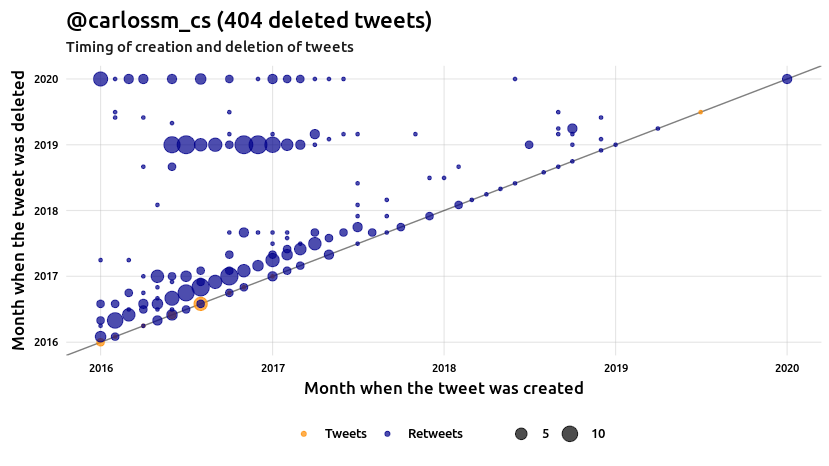 @carlossm_cs (404 deleted tweets)
Timing of creation and deletion of tweets
Month when the tweet was deleted
2020
2019
2018
2017
2016
2016 2017 2018 2019 2020
Month when the tweet was created
Tweets Retweets 5 10